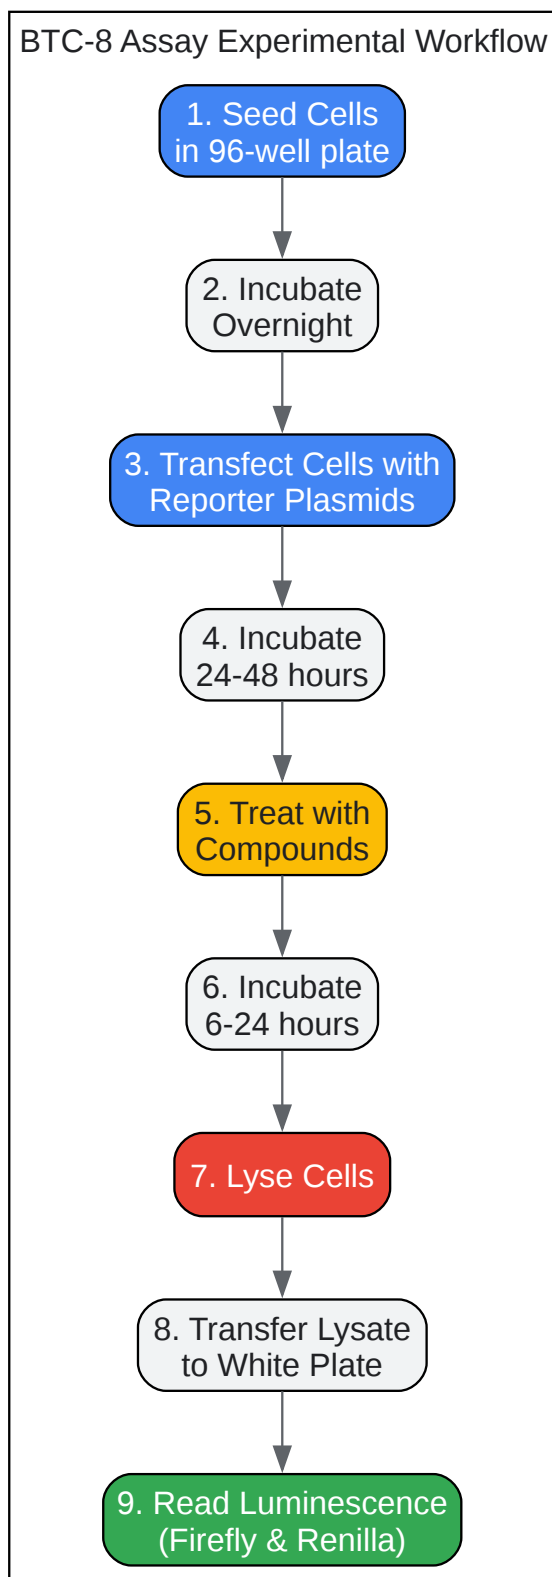 BTC-8 Assay Experimental Workflow
1. Seed Cells
in 96-well plate
2. Incubate
Overnight
3. Transfect Cells with
Reporter Plasmids
4. Incubate
24-48 hours
5. Treat with
Compounds
6. Incubate
6-24 hours
7. Lyse Cells
8. Transfer Lysate
to White Plate
9. Read Luminescence
(Firefly & Renilla)